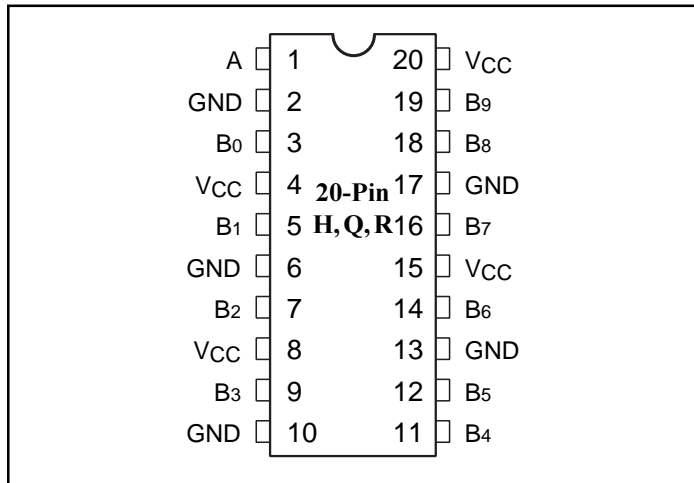 A 1 20 VCC
GND 2 19 B9
B0 3 18 B8
VCC 4 20-Pin 17 GND
B1 5 H, Q, R 16 B7
GND 6 15 VCC
B2 7 14 B6
VCC 8 13 GND
B3 9 12 B5
GND 10 11 B4